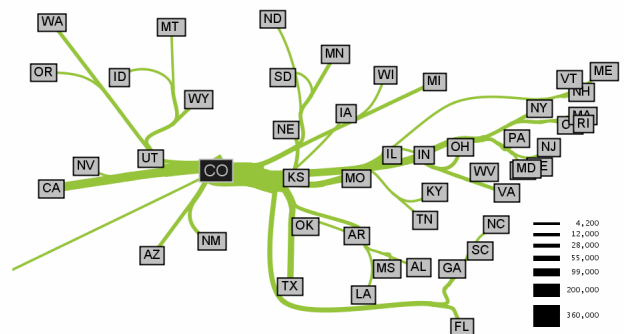 WA
MT
ND
MN
OR
ID
SD
WI
MI
VT
ME
NH
WY
IA
NY
MA
RI
NE
PA
NJ
OH
UT
IL
IN
NV
CO
KS
MO
WV
MD
CA
KY
VA
TN
OK
AR
NC
AZ
NM
SC
MS
AL
GA
TX
LA
FL
4,200
12,000
28,000
55,000
99,000
200,000
360,000